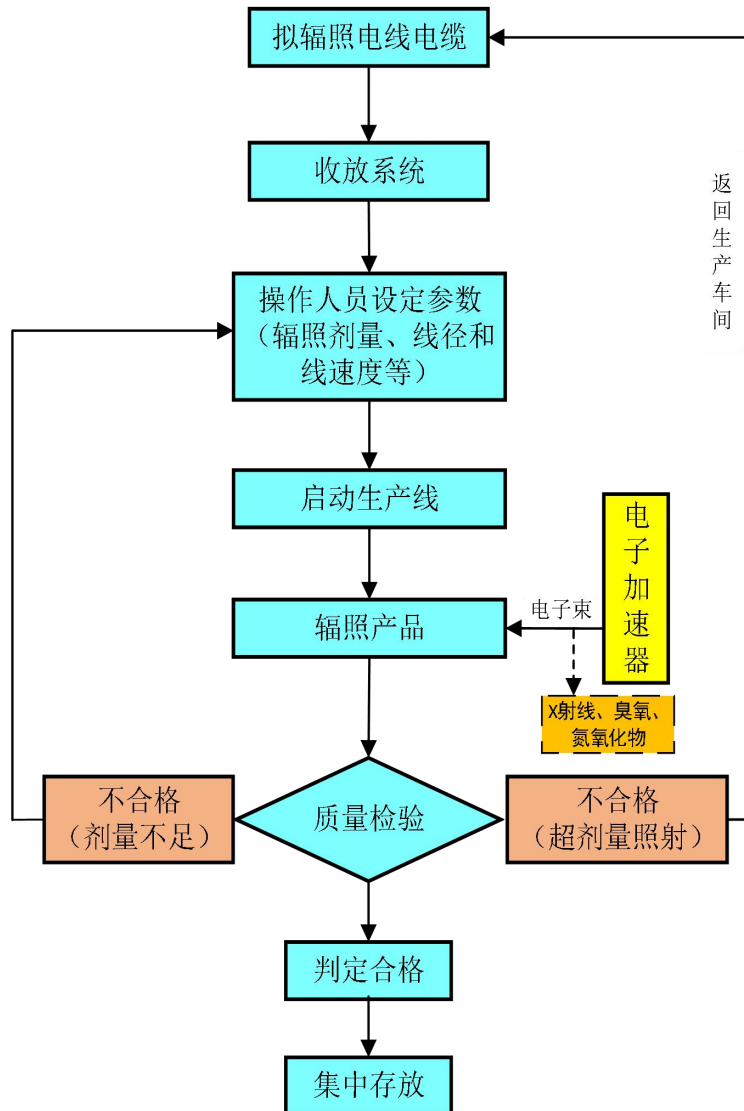 拟辐照电线电缆
收放系统
返回生产车间
操作人员设定参数
（辐照剂量、线径和
线速度等）
启动生产线
电子加速器
辐照产品
电子束
X射线、臭氧、
氮氧化物
不合格
（剂量不足）
质量检验
不合格
（超剂量照射）
判定合格
集中存放